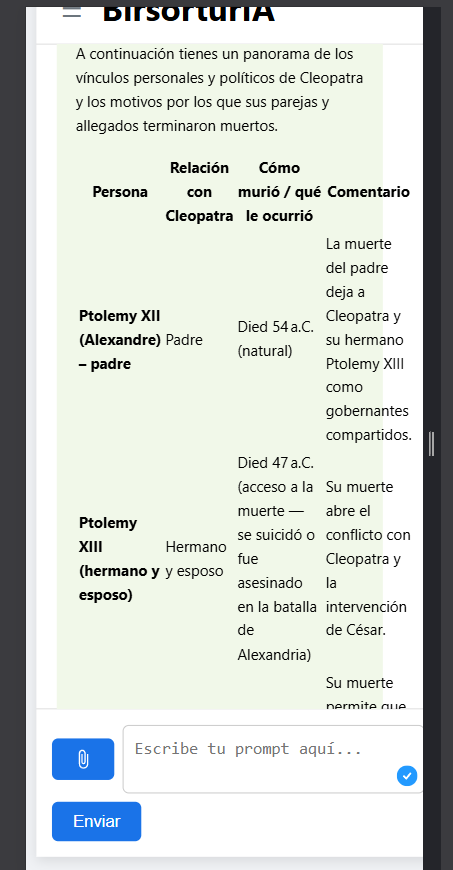 BirsorturIA
A continuación tienes un panorama de los
vínculos personales y políticos de Cleopatra
y los motivos por los que sus parejas y
allegados terminaron muertos.
Persona
Relación
con
Cleopatra
Cómo
murió / qué
le ocurrió
Comentario
Ptolemy XII
(Alexandre)
– padre
Padre
Died 54 a.C.
(natural)
La muerte
del padre
deja a
Cleopatra y
su hermano
Ptolemy XIII
como
gobernantes
compartidos.
Ptolemy
XIII
(hermano y
esposo)
Hermano
y esposo
Died 47 a.C.
(acceso a la
muerte —
se suicidó o
fue
asesinado
en la batalla
de
Alexandria)
Su muerte
abre el
conflicto con
Cleopatra y
la
intervención
de César.
Su muerte
permite que
Escribe tu prompt aquí...
Enviar